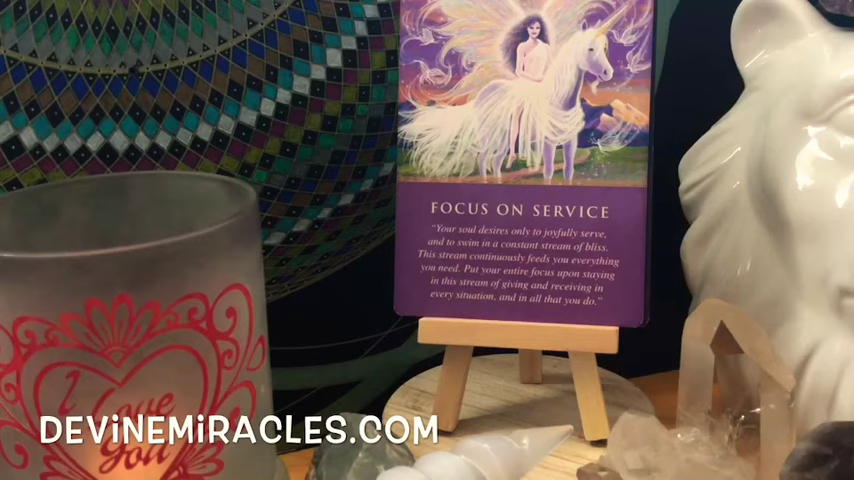 FOCUS ON SERVICE
"Your soul desires only to joyfully serve,
and to swim in a constant stream of bliss.
This stream continuously feeds you everything
you need. Put your entire focus upon staying
in this stream of giving and receiving in
every situation, and in all that you do."
I Love
You
DEViNEMiRACLES.COM